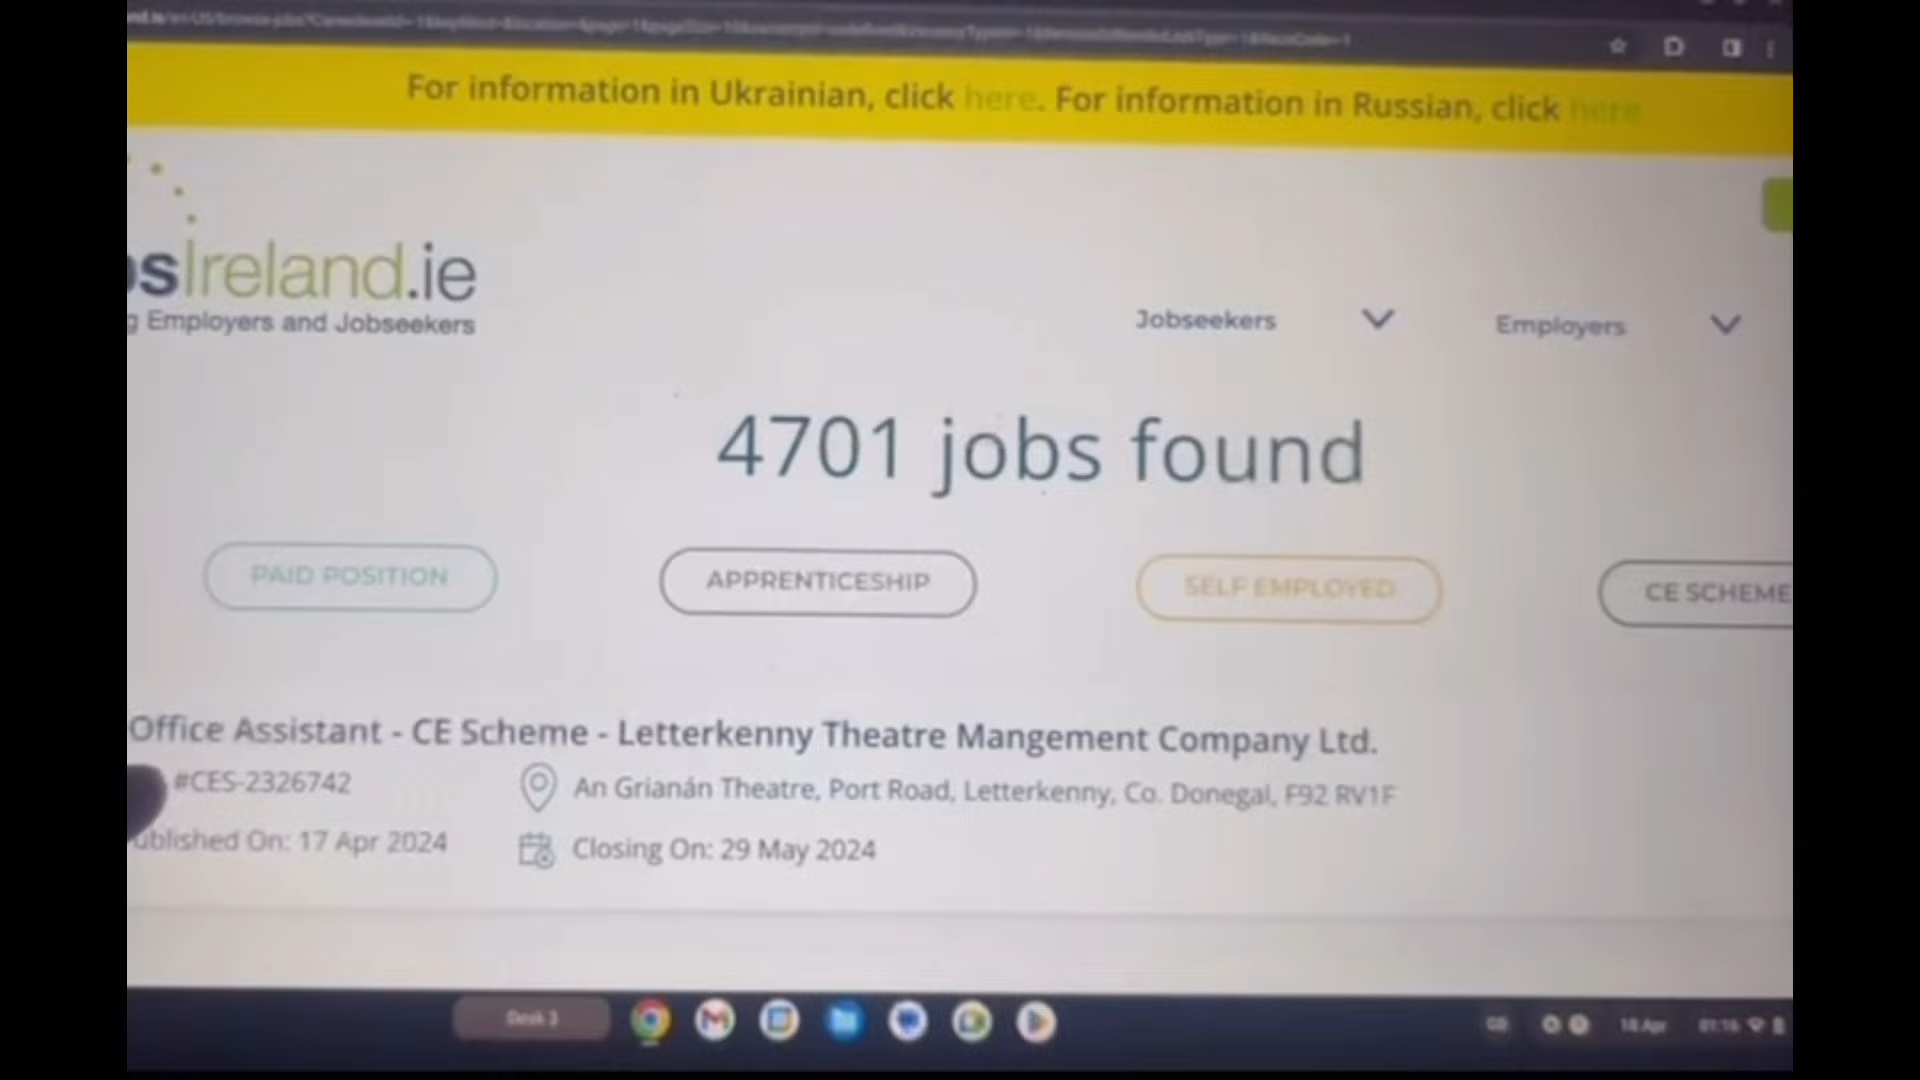 For information in Ukrainian, click here. For information in Russian, click here
sIreland.ie
g Employers and Jobseekers
Jobseekers
Employers
4701 jobs found
PAID POSITION
APPRENTICESHIP
SELF EMPLOYED
CE SCHEME
Office Assistant - CE Scheme - Letterkenny Theatre Mangement Company Ltd.
#CES-2326742
An Grianán Theatre, Port Road, Letterkenny, Co. Donegal, F92 RV1F
ublished On: 17 Apr 2024
Closing On: 29 May 2024
Desk 3
18 Apr
01:16